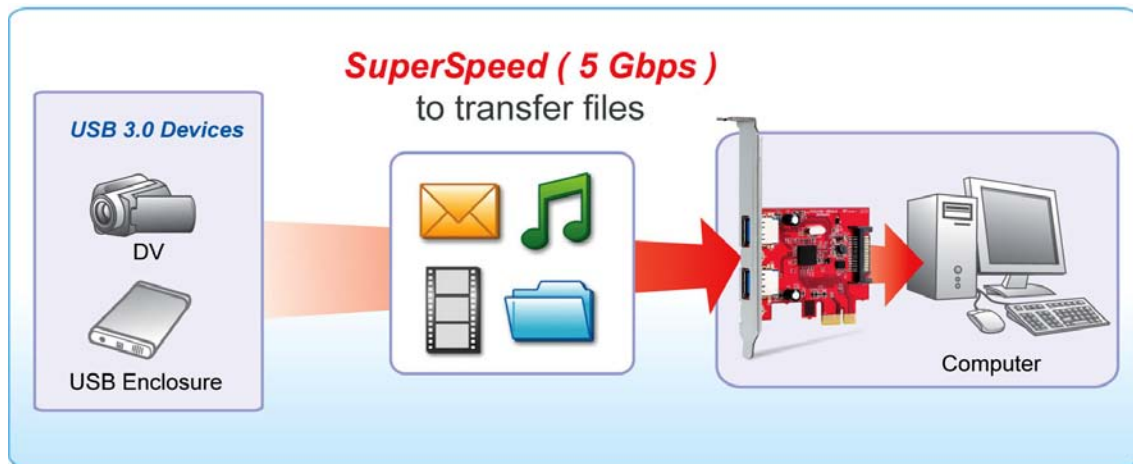 SuperSpeed ( 5 Gbps )
to transfer files
USB 3.0 Devices
DV
USB Enclosure
Computer